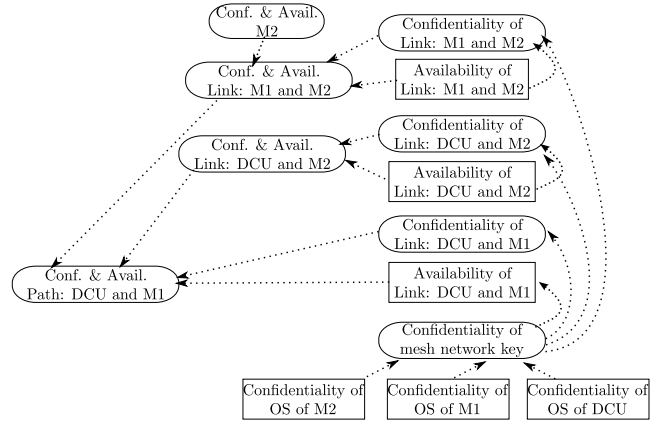 Conf. & Avail.
M2
Confidentiality of
Link: M1 and M2
Conf. & Avail.
Link: M1 and M2
Availability of
Link: M1 and M2
Conf. & Avail.
Link: DCU and M2
Confidentiality of
Link: DCU and M2
Availability of
Link: DCU and M2
Confidentiality of
Link: DCU and M1
Conf. & Avail.
Path: DCU and M1
Availability of
Link: DCU and M1
Confidentiality of
mesh network key
Confidentiality of
OS of M2
Confidentiality of
OS of M1
Confidentiality of
OS of DCU